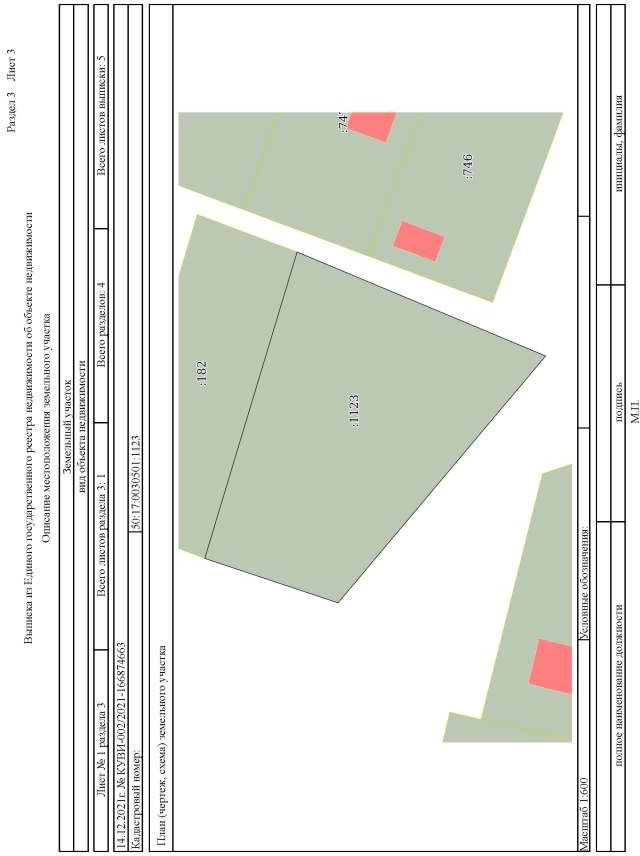 Раздел 3 Лист 3
Выписка из Единого государственного реестра недвижимости об объекте недвижимости
Описание местоположения земельного участка
Земельный участок
вид объекта недвижимости
Лист № 1 раздела 3 Всего листов раздела 3: 1 Всего разделов: 4 Всего листов выписки: 5
14.12.2021г. № КУВИ-002/2021-166874663
Кадастровый номер: 50:17:0030501:1123
План (чертеж, схема) земельного участка
:182
:74
:1123
:746
Масштаб 1:600 Условные обозначения:
полное наименование должности подпись инициалы, фамилия
М.П.